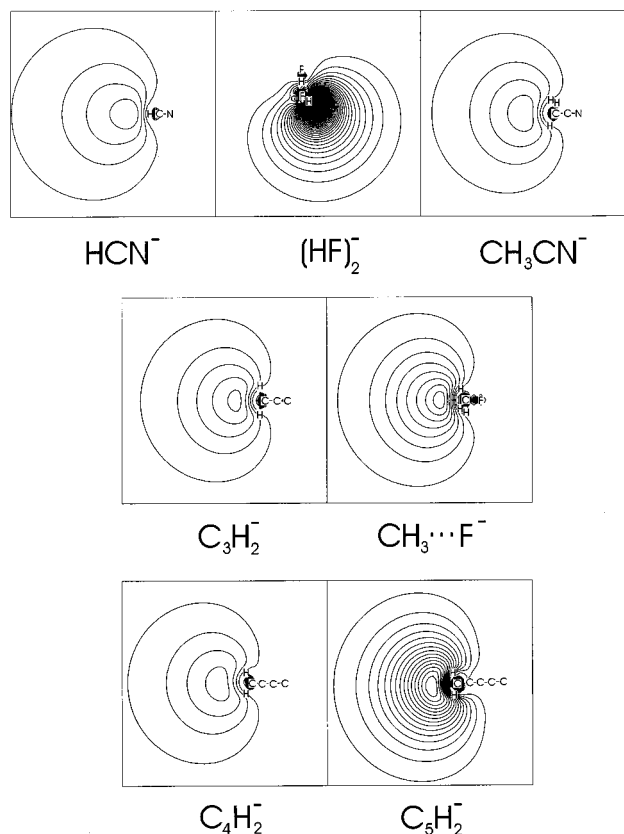 H C-N
F
H
H
H H
C-C-N
H
HCN⁻
(HF)₂⁻
CH₃CN⁻
H
C-C-C
H
H
C F
H H
C₃H₂⁻
CH₃···F⁻
H
C-C-C-C
H
C-C-C-C-C
C₄H₂⁻
C₅H₂⁻